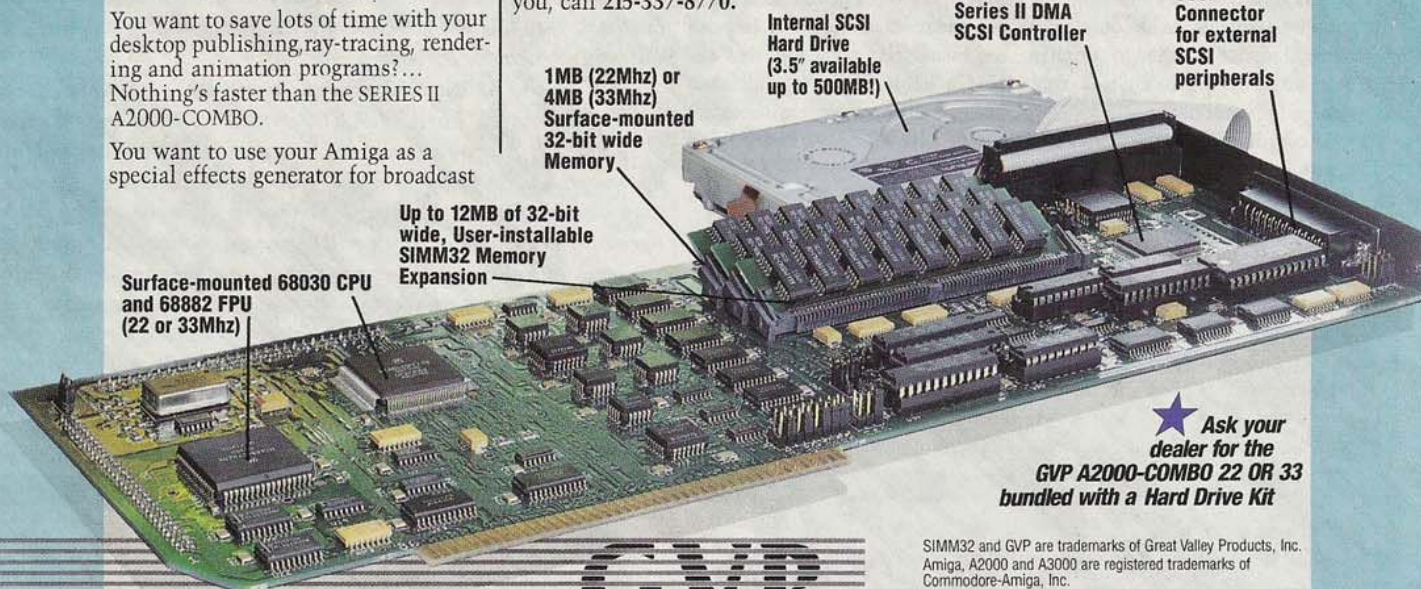 You want to save lots of time with your
desktop publishing,ray-tracing, render-
ing and animation programs?...
Nothing's faster than the SERIES II
A2000-COMBO.
You want to use your Amiga as a
special effects generator for broadcast
you, call 215-337-8770.
Internal SCSI
Hard Drive
(3.5" available
up to 500MB!)
Series II DMA
SCSI Controller
Connector
for external
SCSI
peripherals
1MB (22Mhz) or
4MB (33Mhz)
Surface-mounted
32-bit wide
Memory
Up to 12MB of 32-bit
wide, User-installable
SIMM32 Memory
Expansion
Surface-mounted 68030 CPU
and 68882 FPU
(22 or 33Mhz)
Ask your
dealer for the
GVP A2000-COMBO 22 OR 33
bundled with a Hard Drive Kit
SIMM32 and GVP are trademarks of Great Valley Products, Inc.
Amiga, A2000 and A3000 are registered trademarks of
Commodore-Amiga, Inc.
GVP